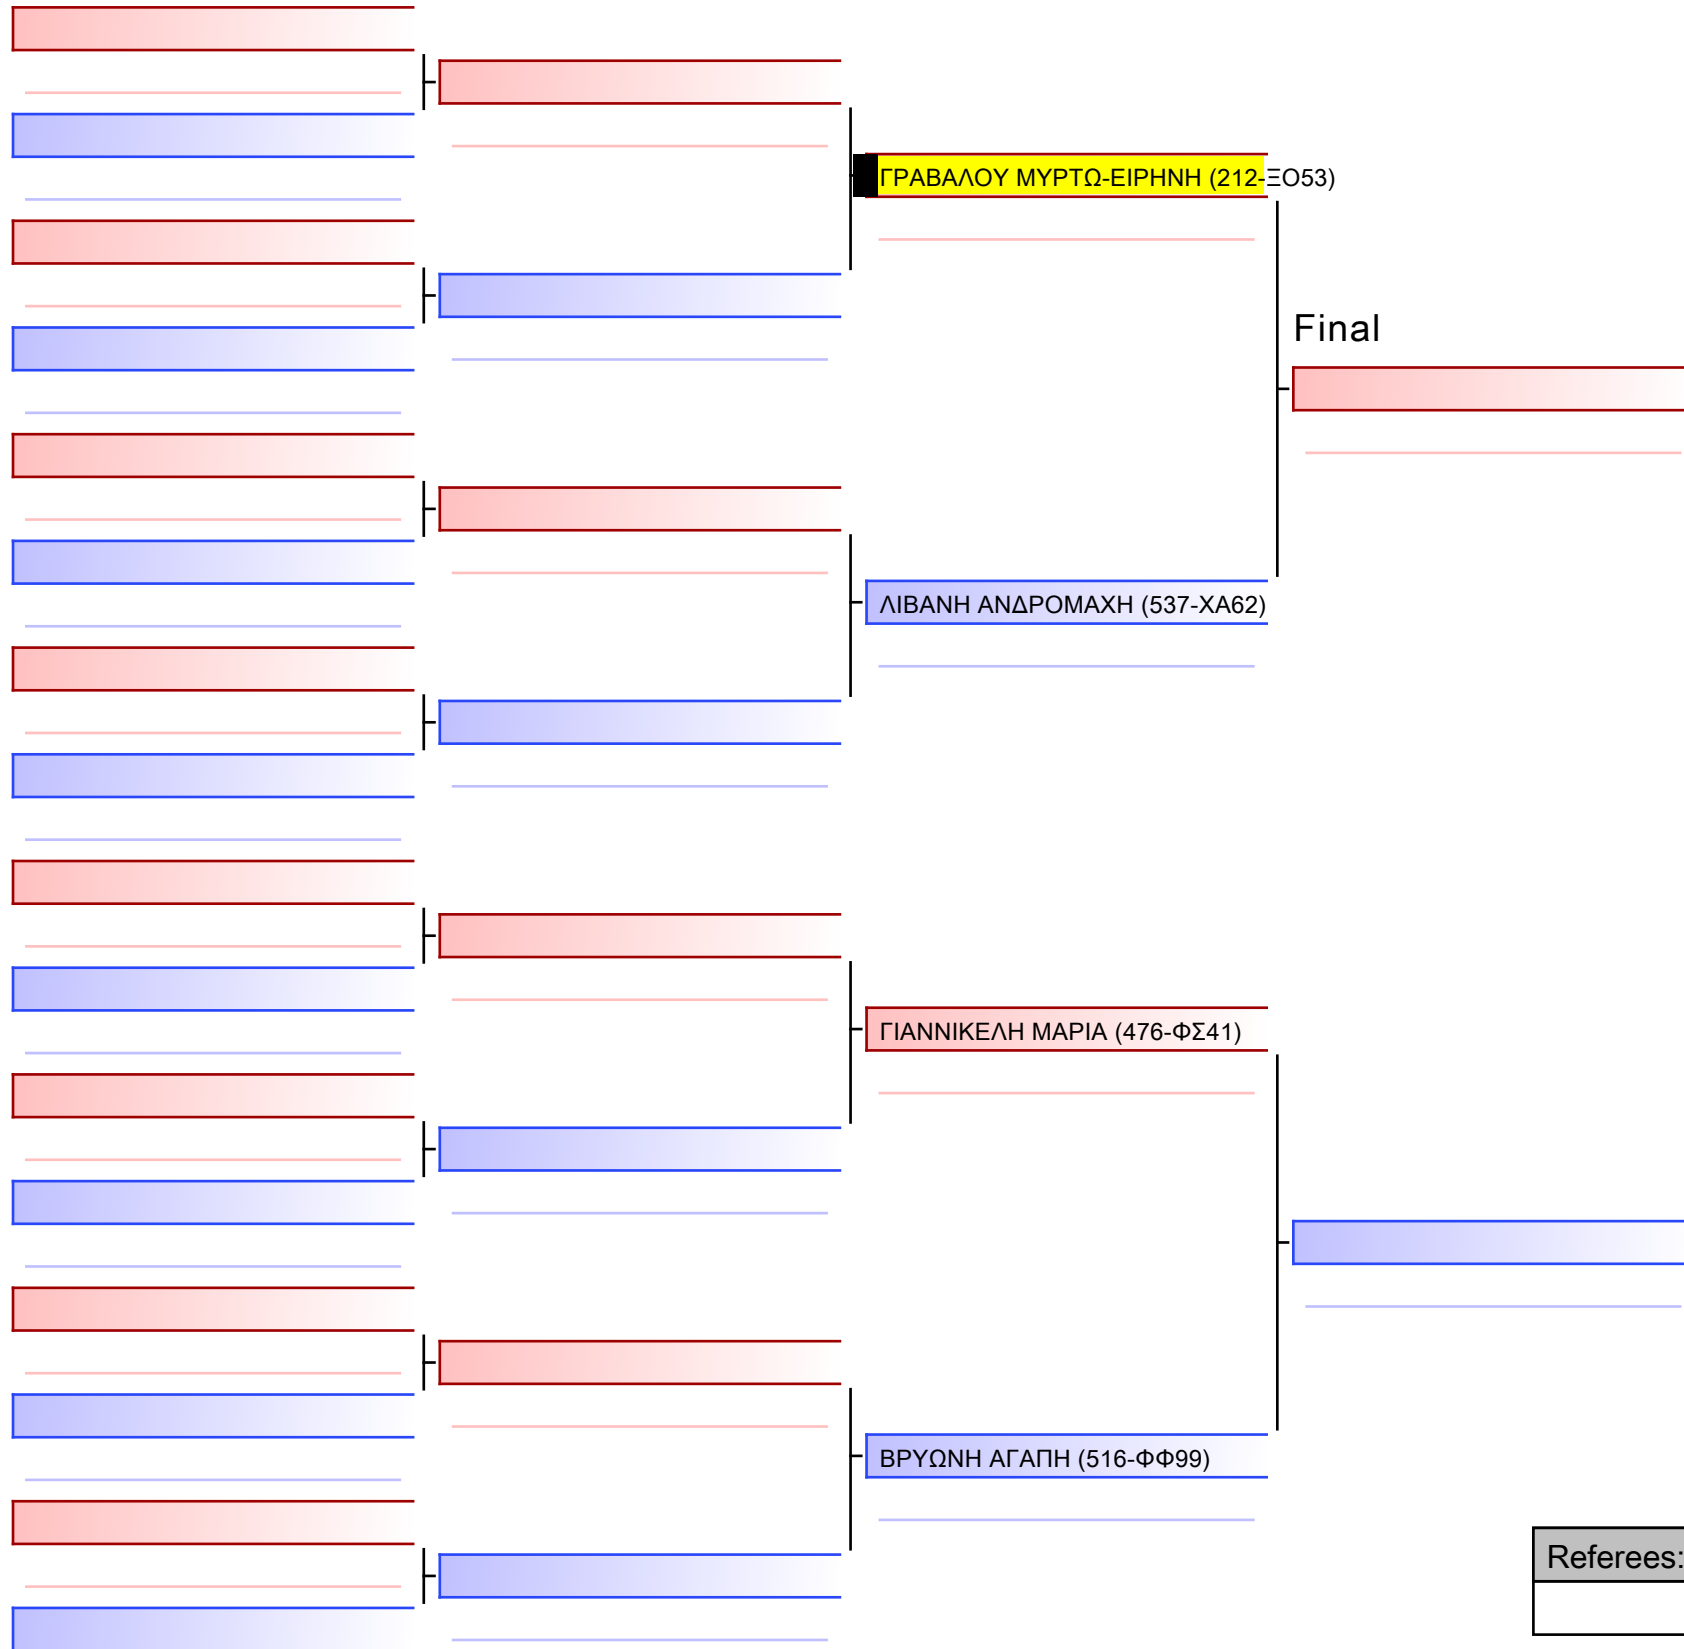 ΓΡΑΒΑΛΟΥ ΜΥΡΤΩ-ΕΙΡΗΝΗ (212-ΞΟ53)
Final
ΛΙΒΑΝΗ ΑΝΔΡΟΜΑΧΗ (537-ΧΑ62)
ΓΙΑΝΝΙΚΕΛΗ ΜΑΡΙΑ (476-ΦΣ41)
ΒΡΥΩΝΗ ΑΓΑΠΗ (516-ΦΦ99)
Referees: